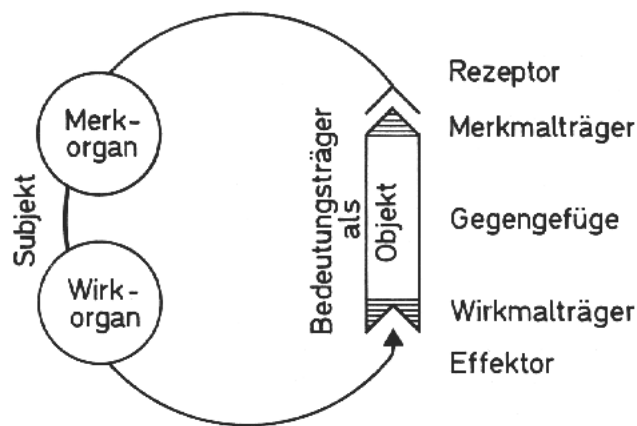 Subjekt
Merk-
organ
Wirk-
organ
Bedeutungsträger
als
Objekt
Rezeptor
Merkmalträger
Gegengefüge
Wirkmalträger
Effektor